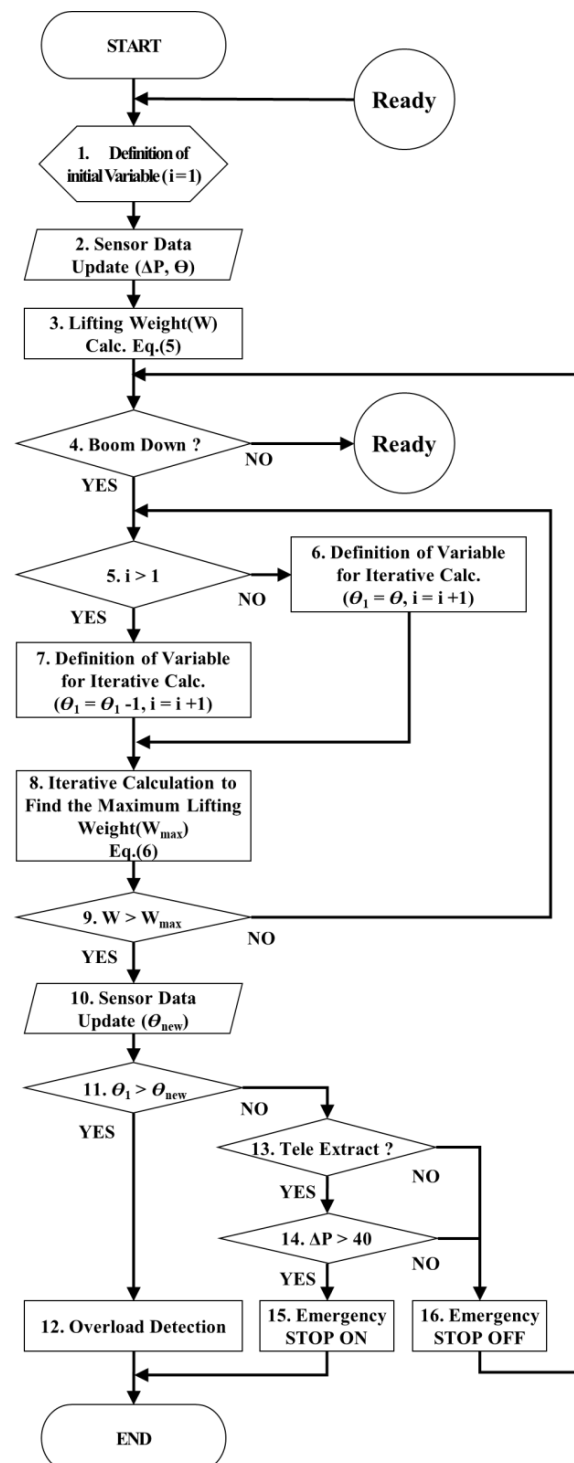 START
Ready
1. Definition of
initial Variable (i=1)
2. Sensor Data
Update (ΔP, Θ)
3. Lifting Weight(W)
Calc. Eq.(5)
4. Boom Down ?
NO
Ready
YES
5. i > 1
NO
YES
6. Definition of Variable
for Iterative Calc.
(Θ₁ = Θ, i = i +1)
7. Definition of Variable
for Iterative Calc.
(Θ₁ = Θ₁ -1, i = i +1)
8. Iterative Calculation to
Find the Maximum Lifting
Weight(Wmax)
Eq.(6)
9. W > Wmax
NO
YES
10. Sensor Data
Update (Θnew)
11. Θ₁ > Θnew
NO
YES
13. Tele Extract ?
NO
YES
14. ΔP > 40
NO
YES
12. Overload Detection
15. Emergency
STOP ON
16. Emergency
STOP OFF
END